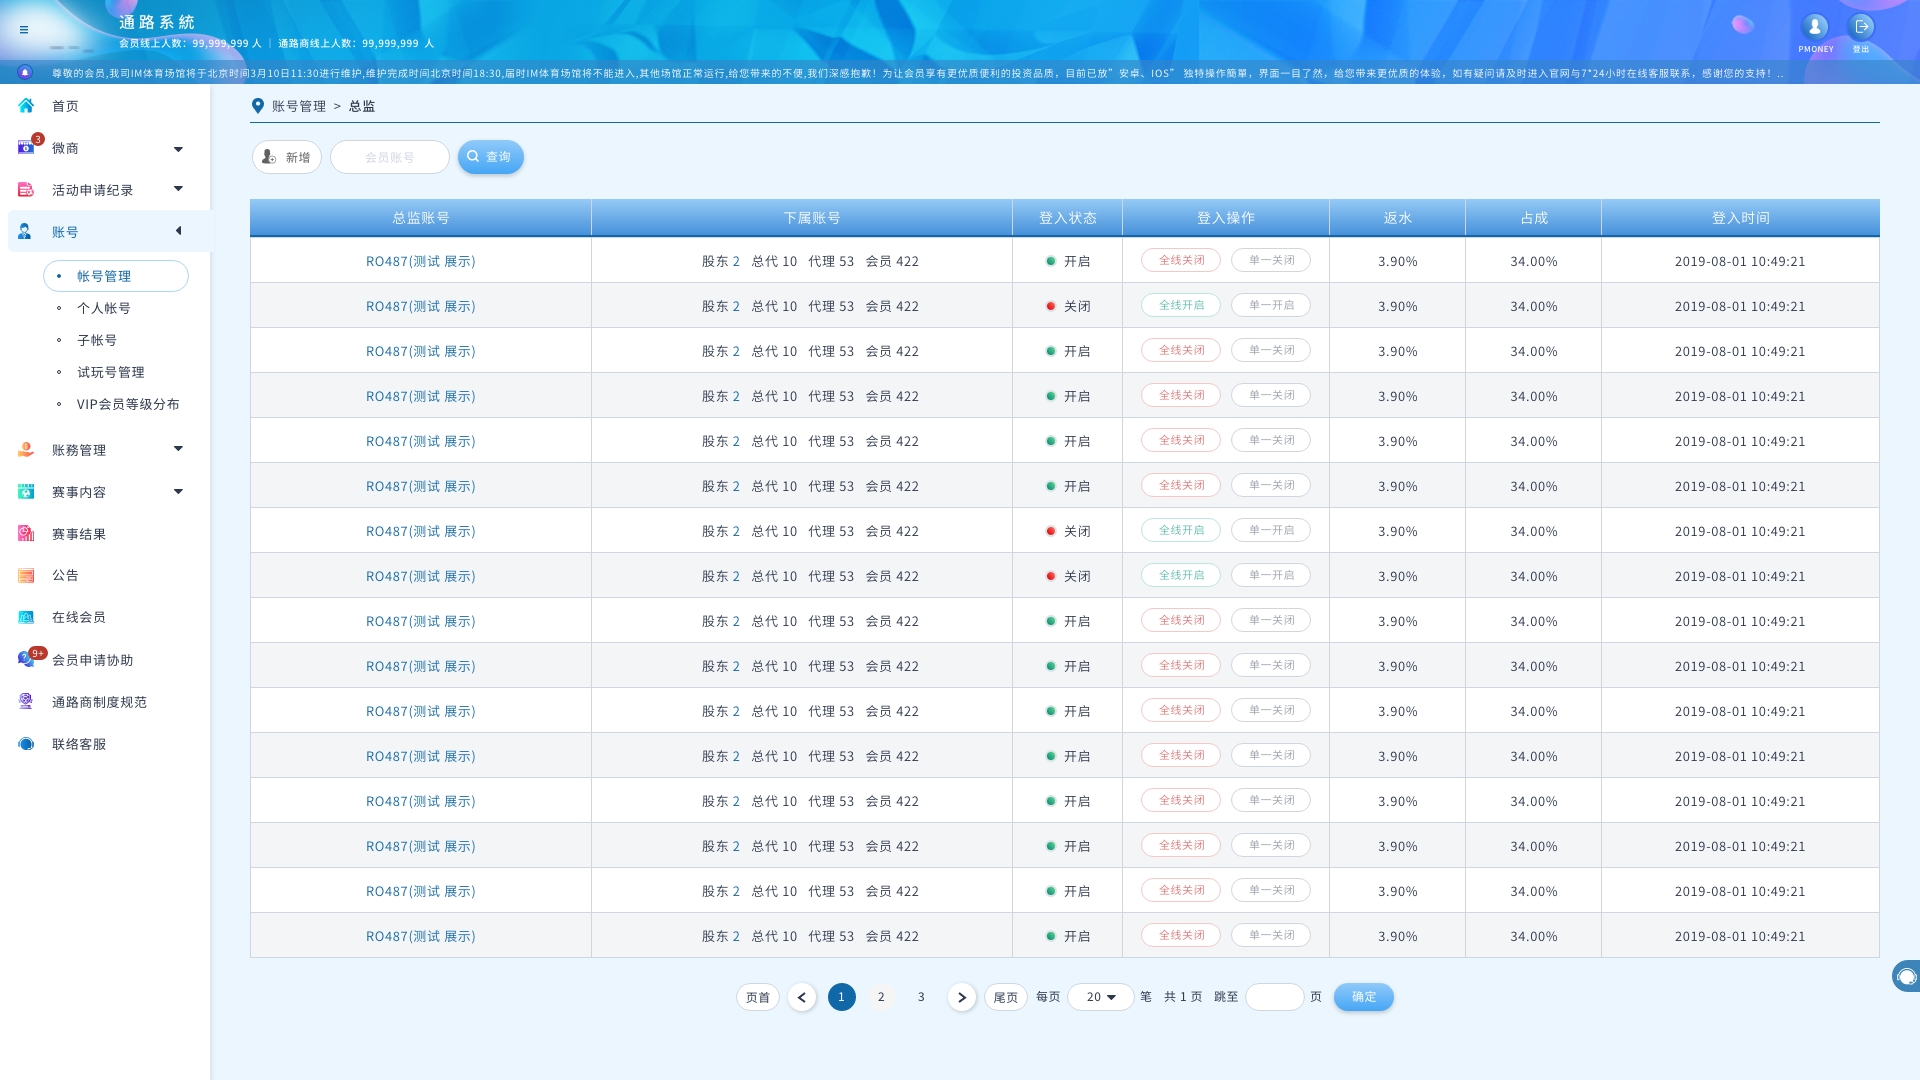 通路系統
会员线上人数：99,999,999 人 | 通路商线上人数：99,999,999 人
尊敬的会员,我司IM体育场馆将于北京时间3月10日11:30进行维护,维护完成时间北京时间18:30,届时IM体育场馆将不能进入,其他场馆正常运行,给您带来的不便,我们深感抱歉！为让会员享有更优质便利的投资品质，目前已放”安卓、IOS” 独特操作簡單，界面一目了然，给您带来更优质的体验，如有疑问请及时进入官网与7*24小时在线客服联系，感谢您的支持！..
PMONEY
登出
首页
3
微商
活动申请纪录
账号
帐号管理
个人帐号
子帐号
试玩号管理
VIP会员等级分布
账務管理
赛事内容
赛事结果
公告
在线会员
9+
会员申请协助
通路商制度规范
联络客服
账号管理 > 总监
新增 会员账号 查询
总监账号 下属账号 登入状态 登入操作 返水 占成 登入时间
RO487(测试 展示) 股东 2 总代 10 代理 53 会员 422 开启 全线关闭 单一关闭 3.90% 34.00% 2019-08-01 10:49:21
RO487(测试 展示) 股东 2 总代 10 代理 53 会员 422 关闭 全线开启 单一开启 3.90% 34.00% 2019-08-01 10:49:21
RO487(测试 展示) 股东 2 总代 10 代理 53 会员 422 开启 全线关闭 单一关闭 3.90% 34.00% 2019-08-01 10:49:21
RO487(测试 展示) 股东 2 总代 10 代理 53 会员 422 开启 全线关闭 单一关闭 3.90% 34.00% 2019-08-01 10:49:21
RO487(测试 展示) 股东 2 总代 10 代理 53 会员 422 开启 全线关闭 单一关闭 3.90% 34.00% 2019-08-01 10:49:21
RO487(测试 展示) 股东 2 总代 10 代理 53 会员 422 开启 全线关闭 单一关闭 3.90% 34.00% 2019-08-01 10:49:21
RO487(测试 展示) 股东 2 总代 10 代理 53 会员 422 关闭 全线开启 单一开启 3.90% 34.00% 2019-08-01 10:49:21
RO487(测试 展示) 股东 2 总代 10 代理 53 会员 422 关闭 全线开启 单一开启 3.90% 34.00% 2019-08-01 10:49:21
RO487(测试 展示) 股东 2 总代 10 代理 53 会员 422 开启 全线关闭 单一关闭 3.90% 34.00% 2019-08-01 10:49:21
RO487(测试 展示) 股东 2 总代 10 代理 53 会员 422 开启 全线关闭 单一关闭 3.90% 34.00% 2019-08-01 10:49:21
RO487(测试 展示) 股东 2 总代 10 代理 53 会员 422 开启 全线关闭 单一关闭 3.90% 34.00% 2019-08-01 10:49:21
RO487(测试 展示) 股东 2 总代 10 代理 53 会员 422 开启 全线关闭 单一关闭 3.90% 34.00% 2019-08-01 10:49:21
RO487(测试 展示) 股东 2 总代 10 代理 53 会员 422 开启 全线关闭 单一关闭 3.90% 34.00% 2019-08-01 10:49:21
RO487(测试 展示) 股东 2 总代 10 代理 53 会员 422 开启 全线关闭 单一关闭 3.90% 34.00% 2019-08-01 10:49:21
RO487(测试 展示) 股东 2 总代 10 代理 53 会员 422 开启 全线关闭 单一关闭 3.90% 34.00% 2019-08-01 10:49:21
RO487(测试 展示) 股东 2 总代 10 代理 53 会员 422 开启 全线关闭 单一关闭 3.90% 34.00% 2019-08-01 10:49:21
页首 < 1 2 3 > 尾页 每页 20 笔 共 1 页 跳至 页 确定